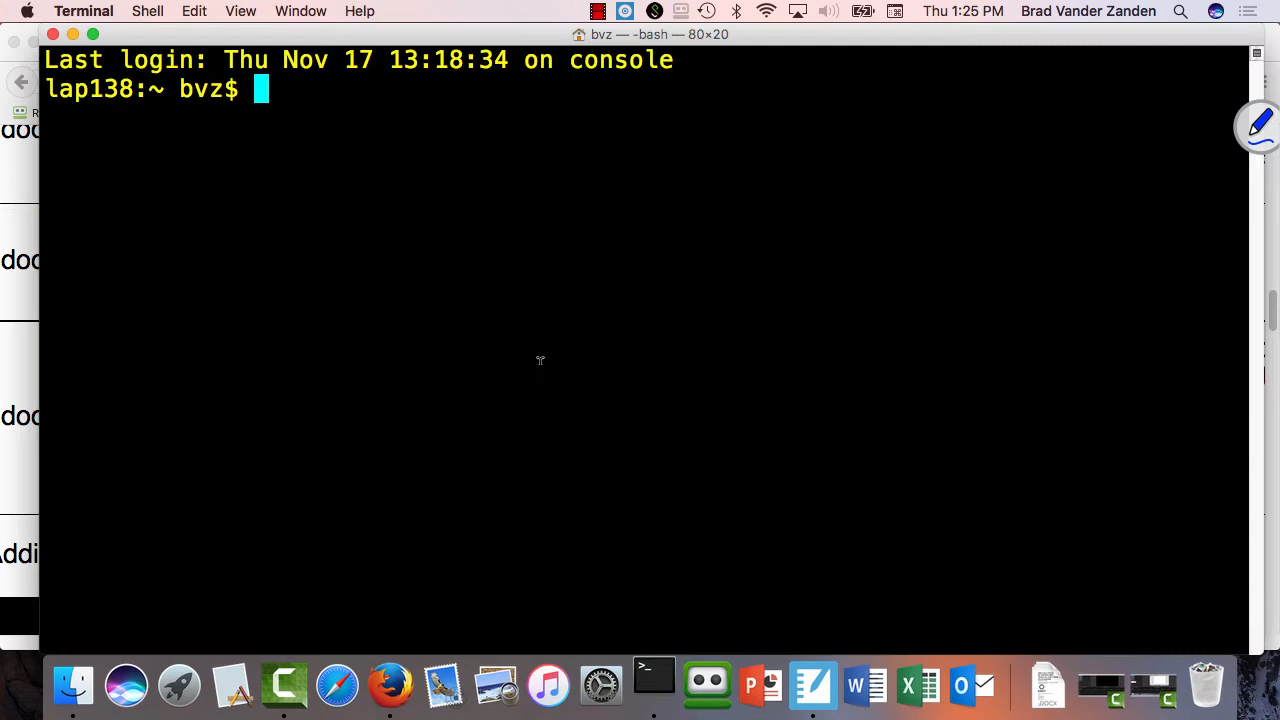 Terminal Shell Edit View Window Help Thu 1:25 PM Brad Vander Zanden
bvz — -bash — 80×20
Last login: Thu Nov 17 13:18:34 on console
lap138:~ bvz$
doc
doc
doc
Addi
>_
P
W
X
O
.DOCX